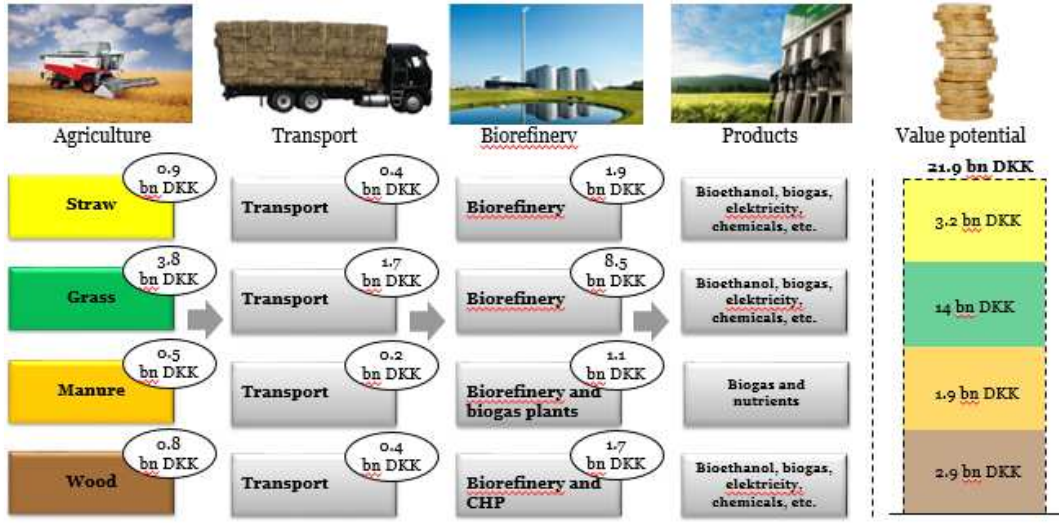 Agriculture
Transport
Biorefinery
Products
Value potential
21.9 bn DKK
Straw
0.9
bn DKK
Transport
0.4
bn DKK
Biorefinery
1.9
bn DKK
Bioethanol, biogas,
elektricity,
chemicals, etc.
3.2 bn DKK
Grass
3.8
bn DKK
Transport
1.7
bn DKK
Biorefinery
8.5
bn DKK
Bioethanol, biogas,
elektricity,
chemicals, etc.
14 bn DKK
Manure
0.5
bn DKK
Transport
0.2
bn DKK
Biorefinery and
biogas plants
1.1
bn DKK
Biogas and
nutrients
1.9 bn DKK
Wood
0.8
bn DKK
Transport
0.4
bn DKK
Biorefinery and
CHP
1.7
bn DKK
Bioethanol, biogas,
elektricity,
chemicals, etc.
2.9 bn DKK